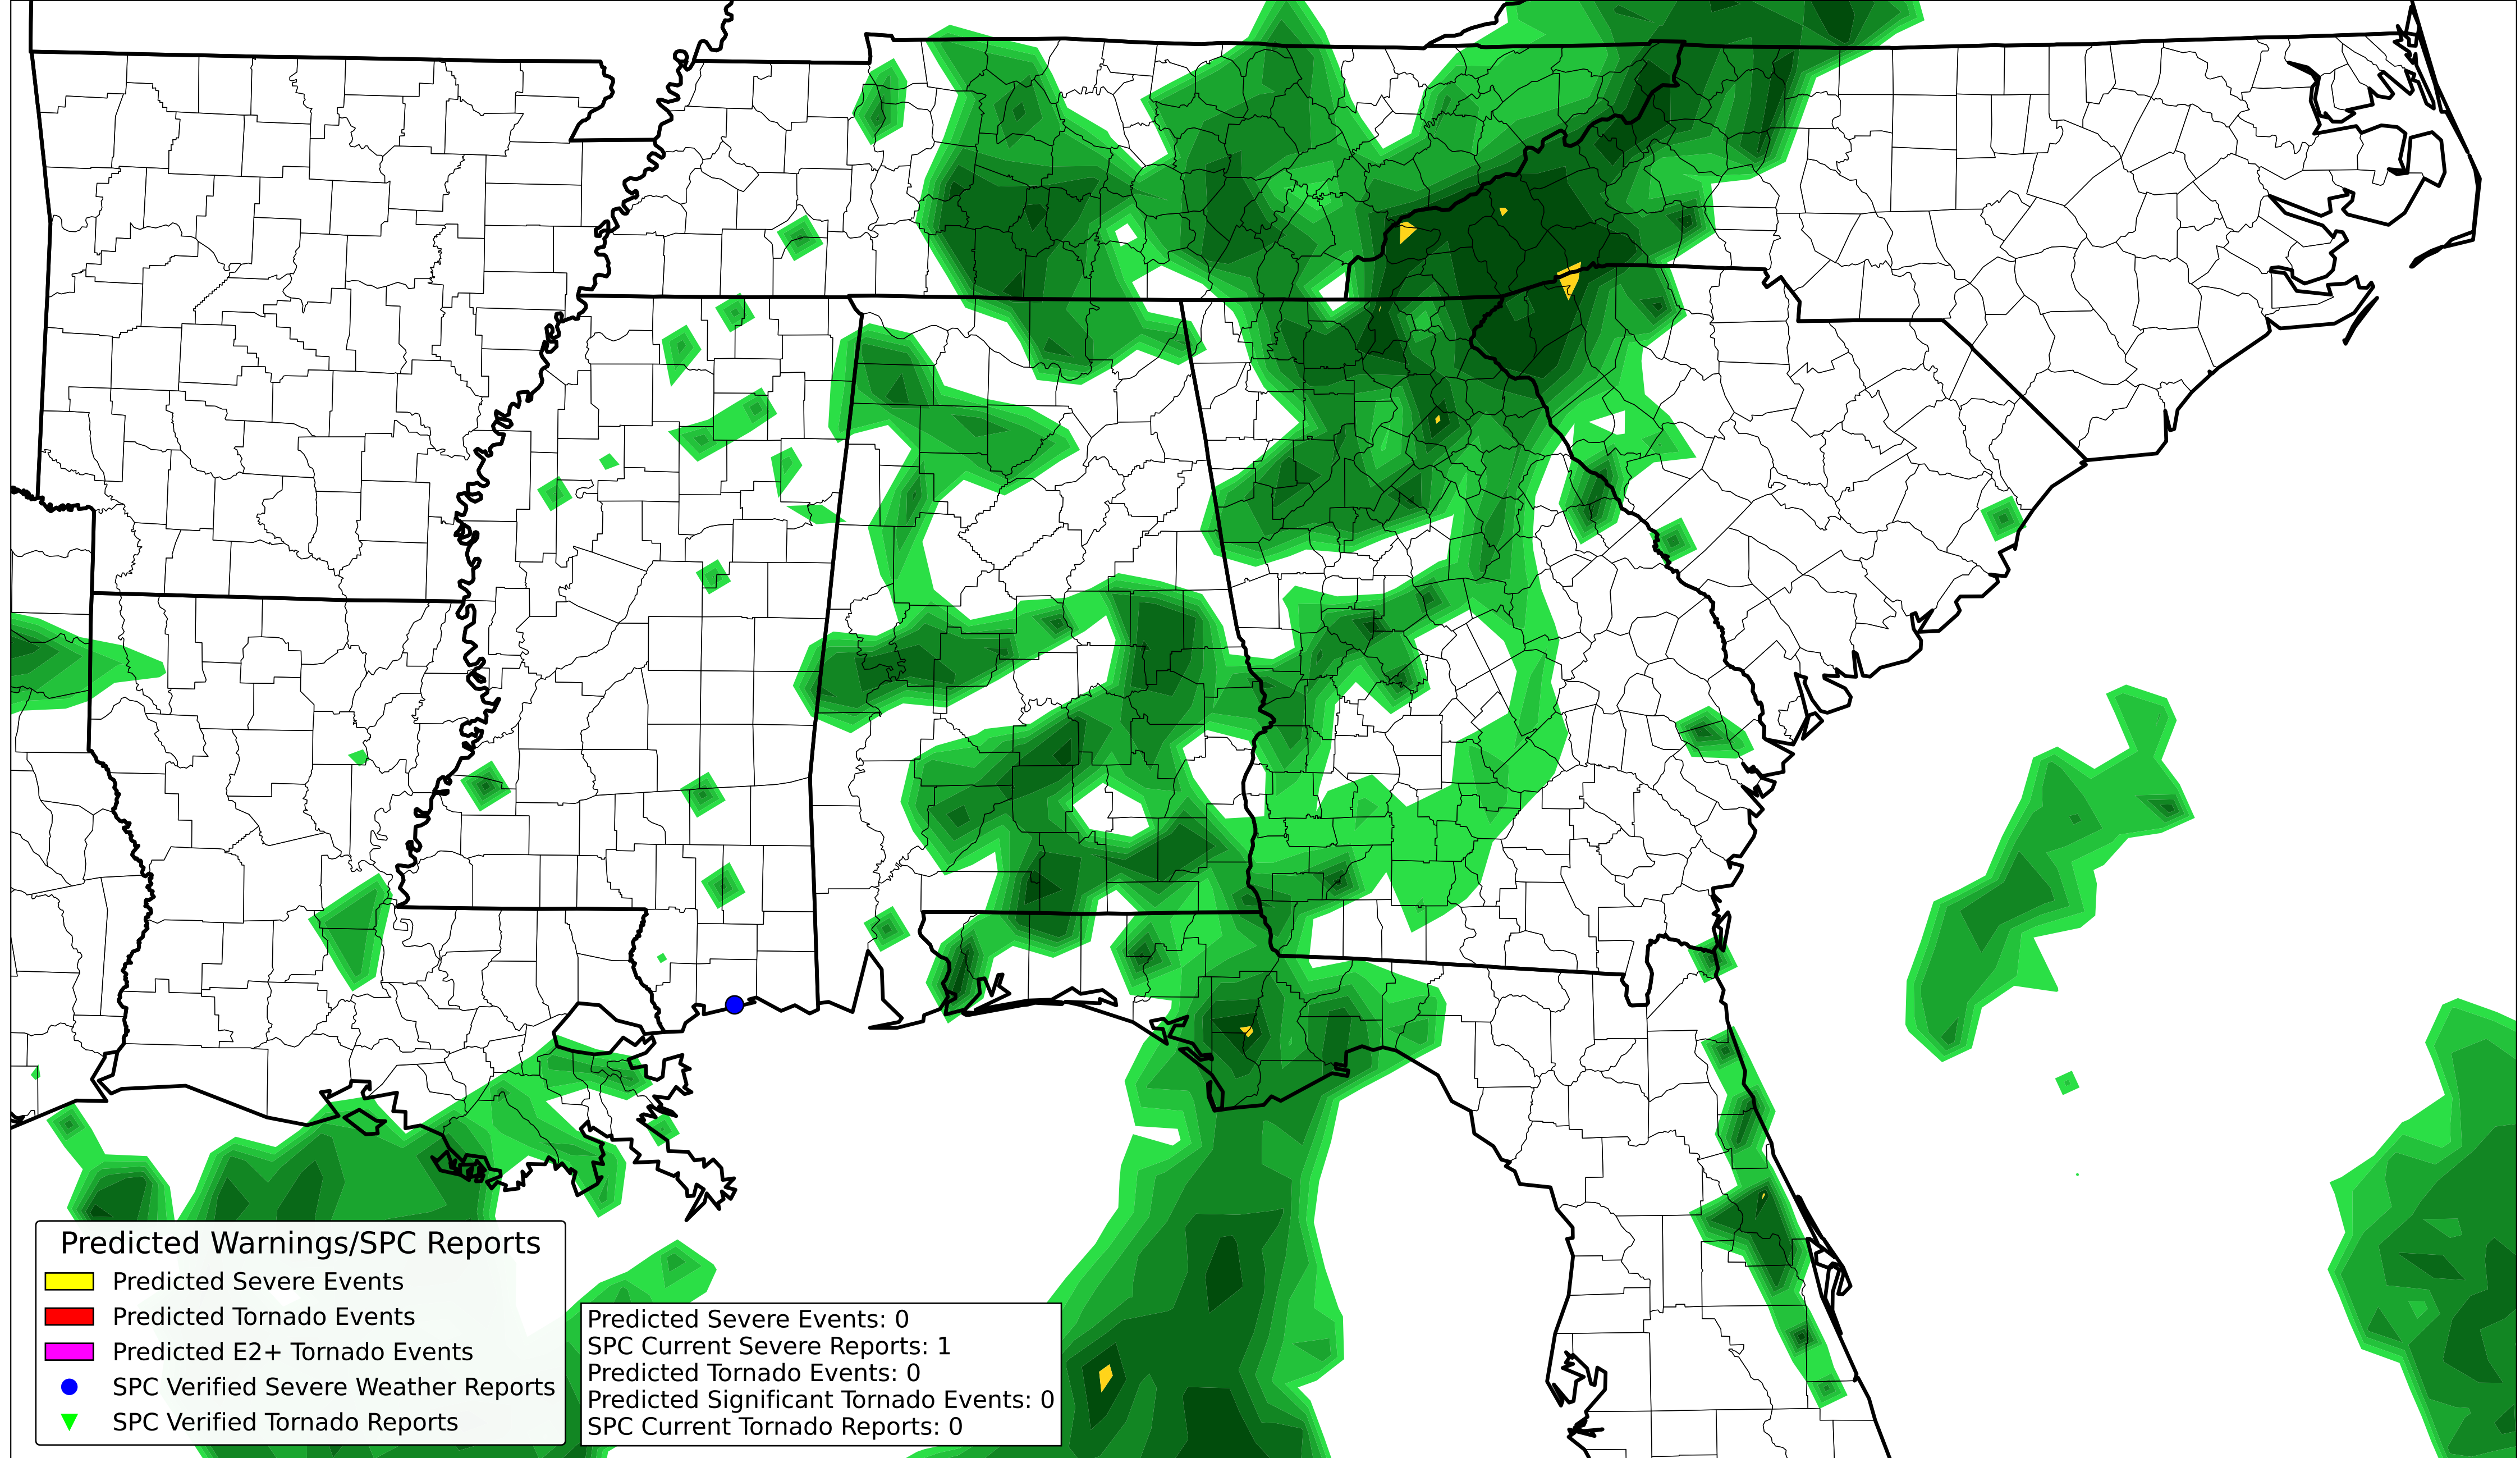 Predicted Warnings/SPC Reports
Predicted Severe Events
Predicted Tornado Events
Predicted E2+ Tornado Events
SPC Verified Severe Weather Reports
SPC Verified Tornado Reports
Predicted Severe Events: 0
SPC Current Severe Reports: 1
Predicted Tornado Events: 0
Predicted Significant Tornado Events: 0
SPC Current Tornado Reports: 0